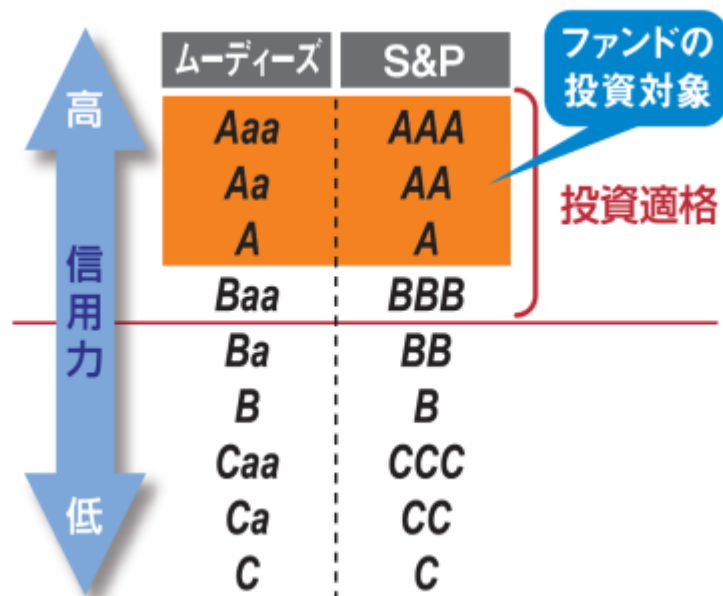 ムーディーズ S&P
ファンドの
投資対象
高
信用力
低
Aaa AAA
Aa AA
A A
Baa BBB
投資適格
Ba BB
B B
Caa CCC
Ca CC
C C